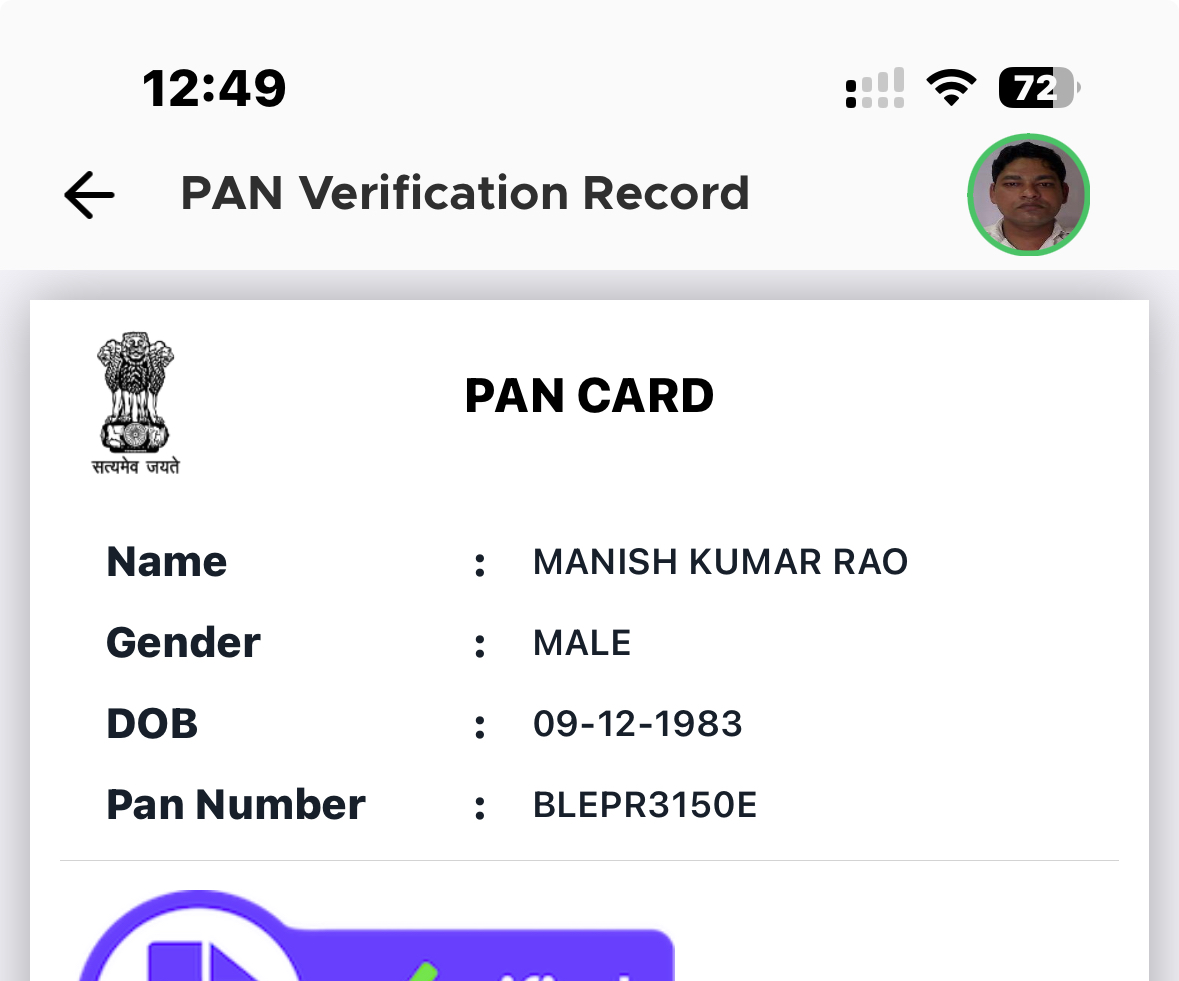 12:49 72
PAN Verification Record
सत्यमेव जयते
PAN CARD
Name : MANISH KUMAR RAO
Gender : MALE
DOB : 09-12-1983
Pan Number : BLEPR3150E